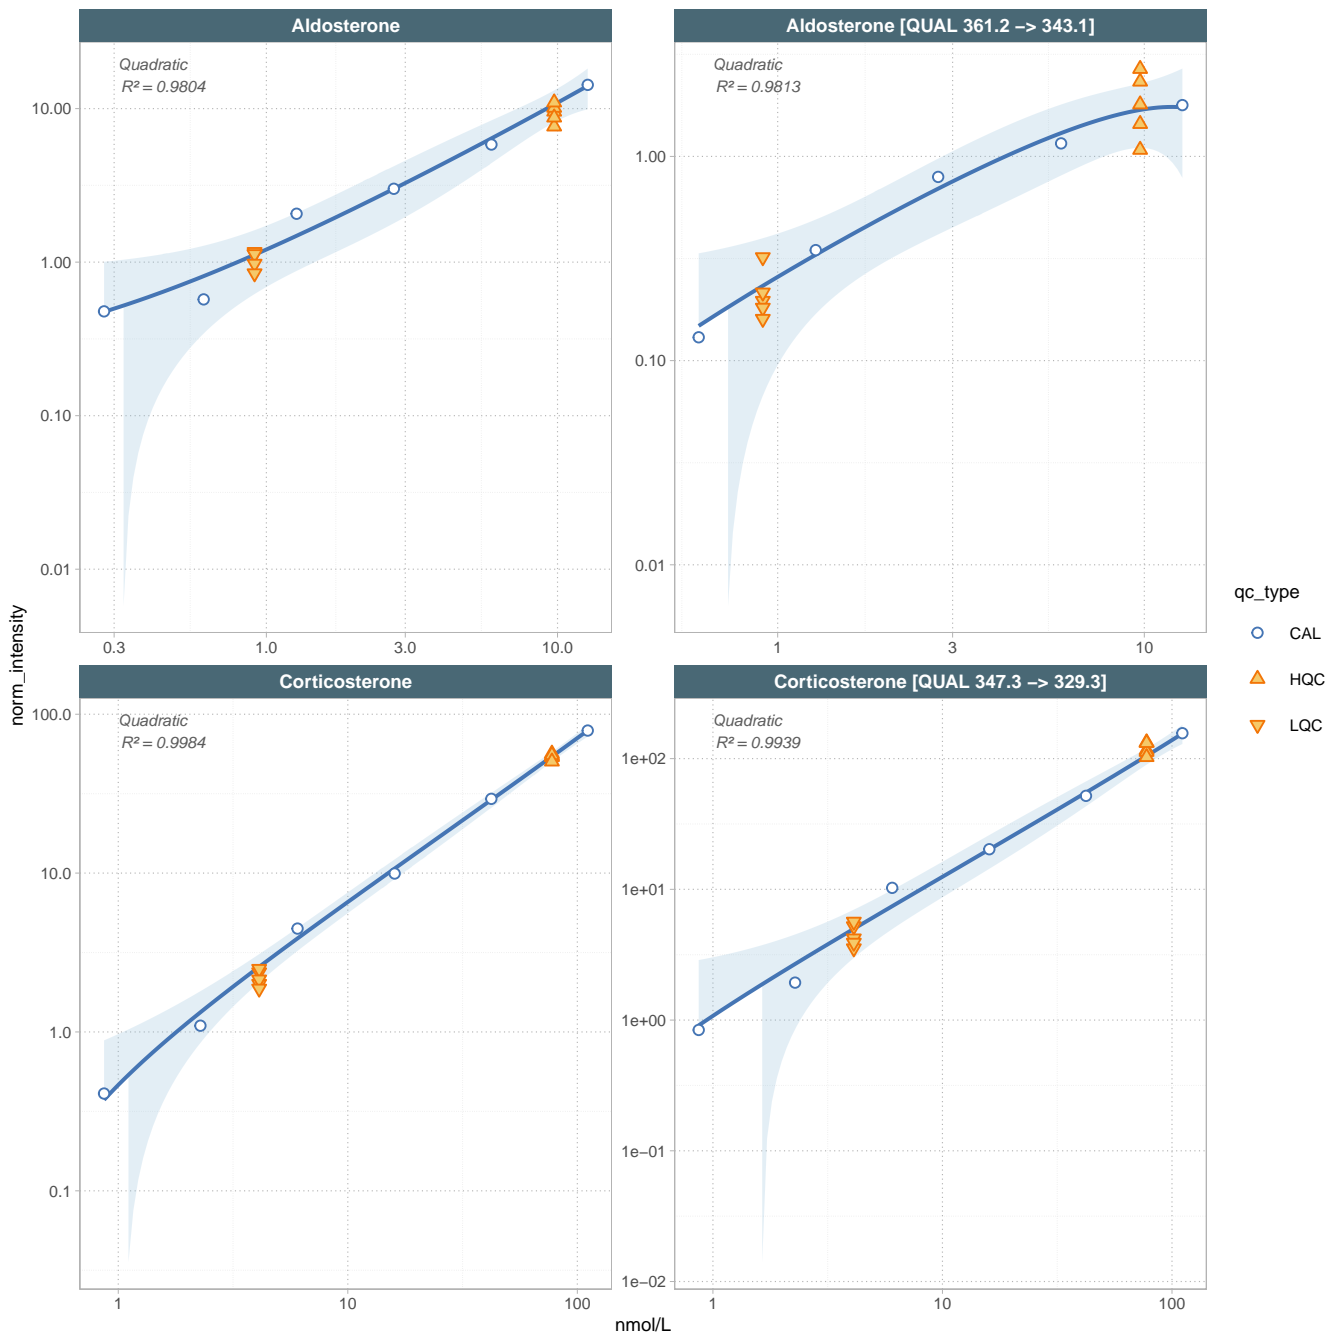 Aldosterone
Quadratic
R² = 0.9804
10.00
1.00
0.10
0.01
0.3
1.0
3.0
10.0
Aldosterone [QUAL 361.2 −> 343.1]
Quadratic
R² = 0.9813
1.00
0.10
0.01
1
3
10
Corticosterone
Quadratic
R² = 0.9984
100.0
10.0
1.0
0.1
1
10
100
Corticosterone [QUAL 347.3 −> 329.3]
Quadratic
R² = 0.9939
1e+02
1e+01
1e+00
1e−01
1e−02
1
10
100
norm_intensity
nmol/L
qc_type
CAL
HQC
LQC